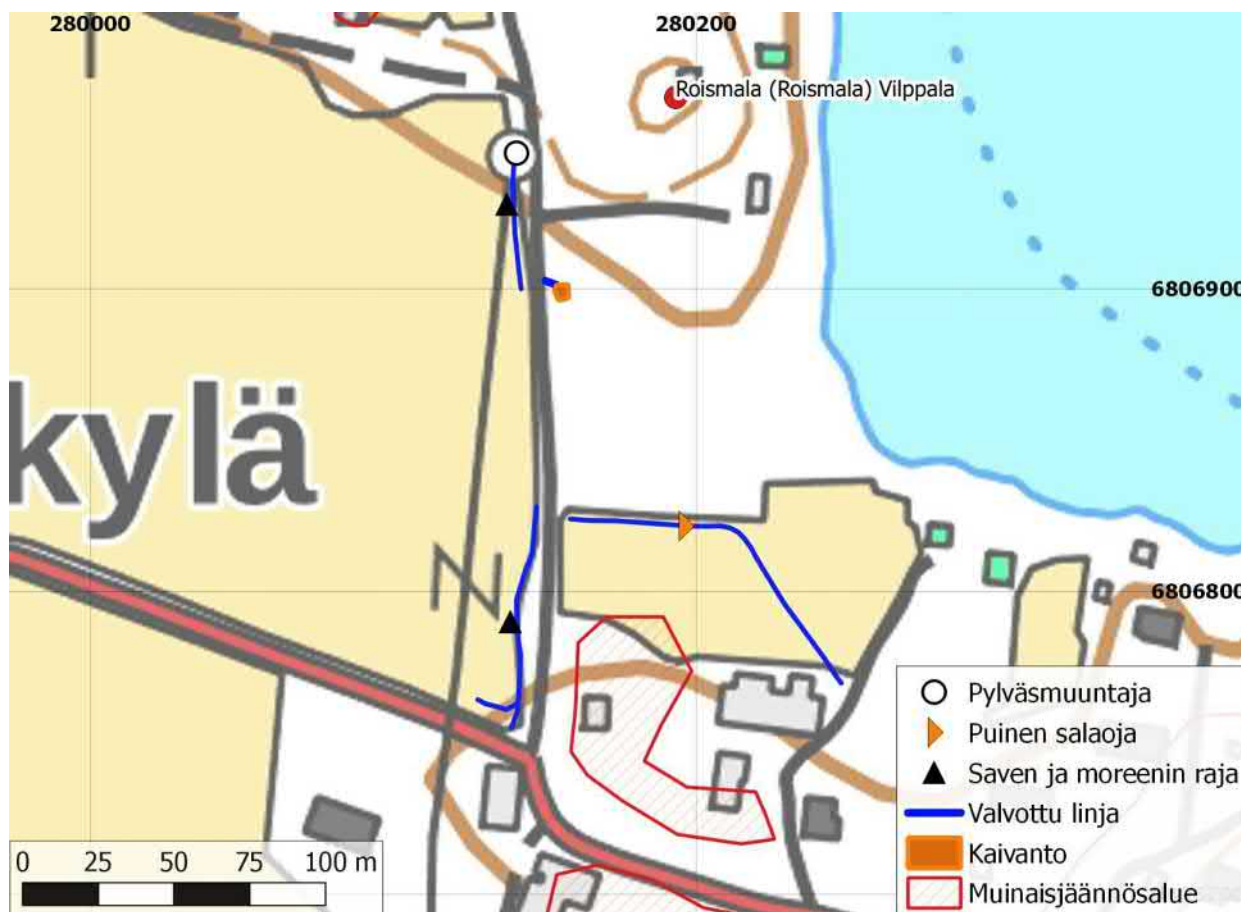 280000
280200
Roismala (Roismala) Vilppala
6806900
kylä
6806800
Pylväsmuuntaja
Puinen salaoja
Saven ja moreenin raja
Valvottu linja
Kaivanto
Muinaisjäännösalue
0 25 50 75 100 m